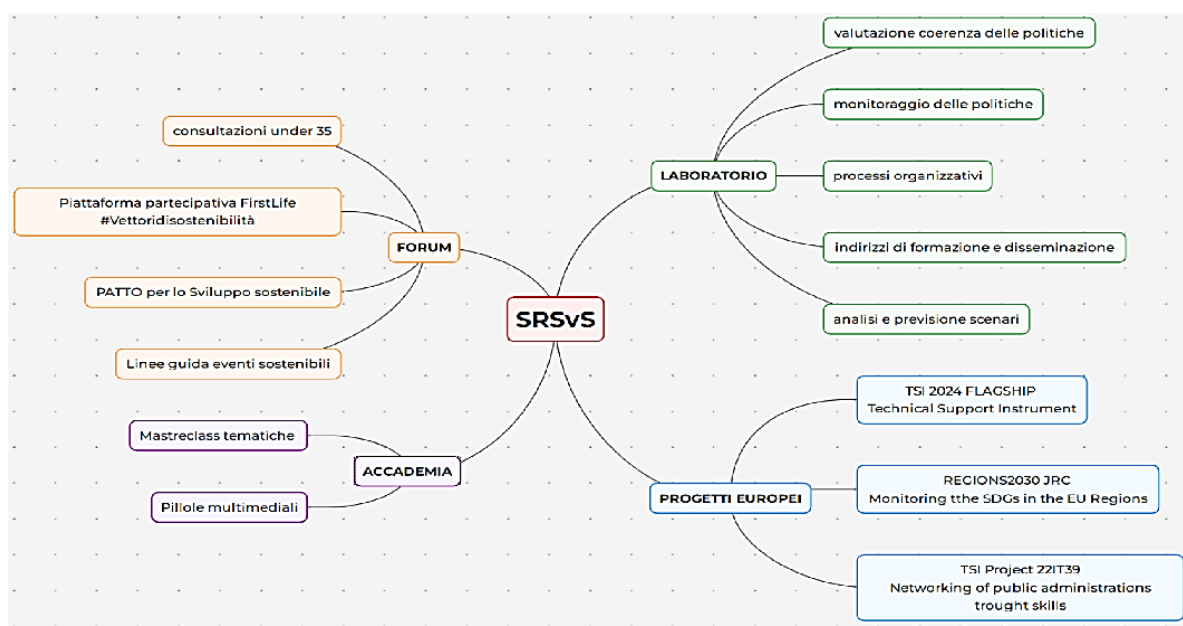 SRSvS
FORUM
consultazioni under 35
Piattaforma partecipativa FirstLife
#Vettoridisostenibilità
PATTO per lo Sviluppo sostenibile
Linee guida eventi sostenibili
ACCADEMIA
Mastreclass tematiche
Pillole multimediali
LABORATORIO
valutazione coerenza delle politiche
monitoraggio delle politiche
processi organizzativi
indirizzi di formazione e disseminazione
analisi e previsione scenari
PROGETTI EUROPEI
TSI 2024 FLAGSHIP
Technical Support Instrument
REGIONS2030 JRC
Monitoring tthe SDGs in the EU Regions
TSI Project 22IT39
Networking of public administrations
trought skills